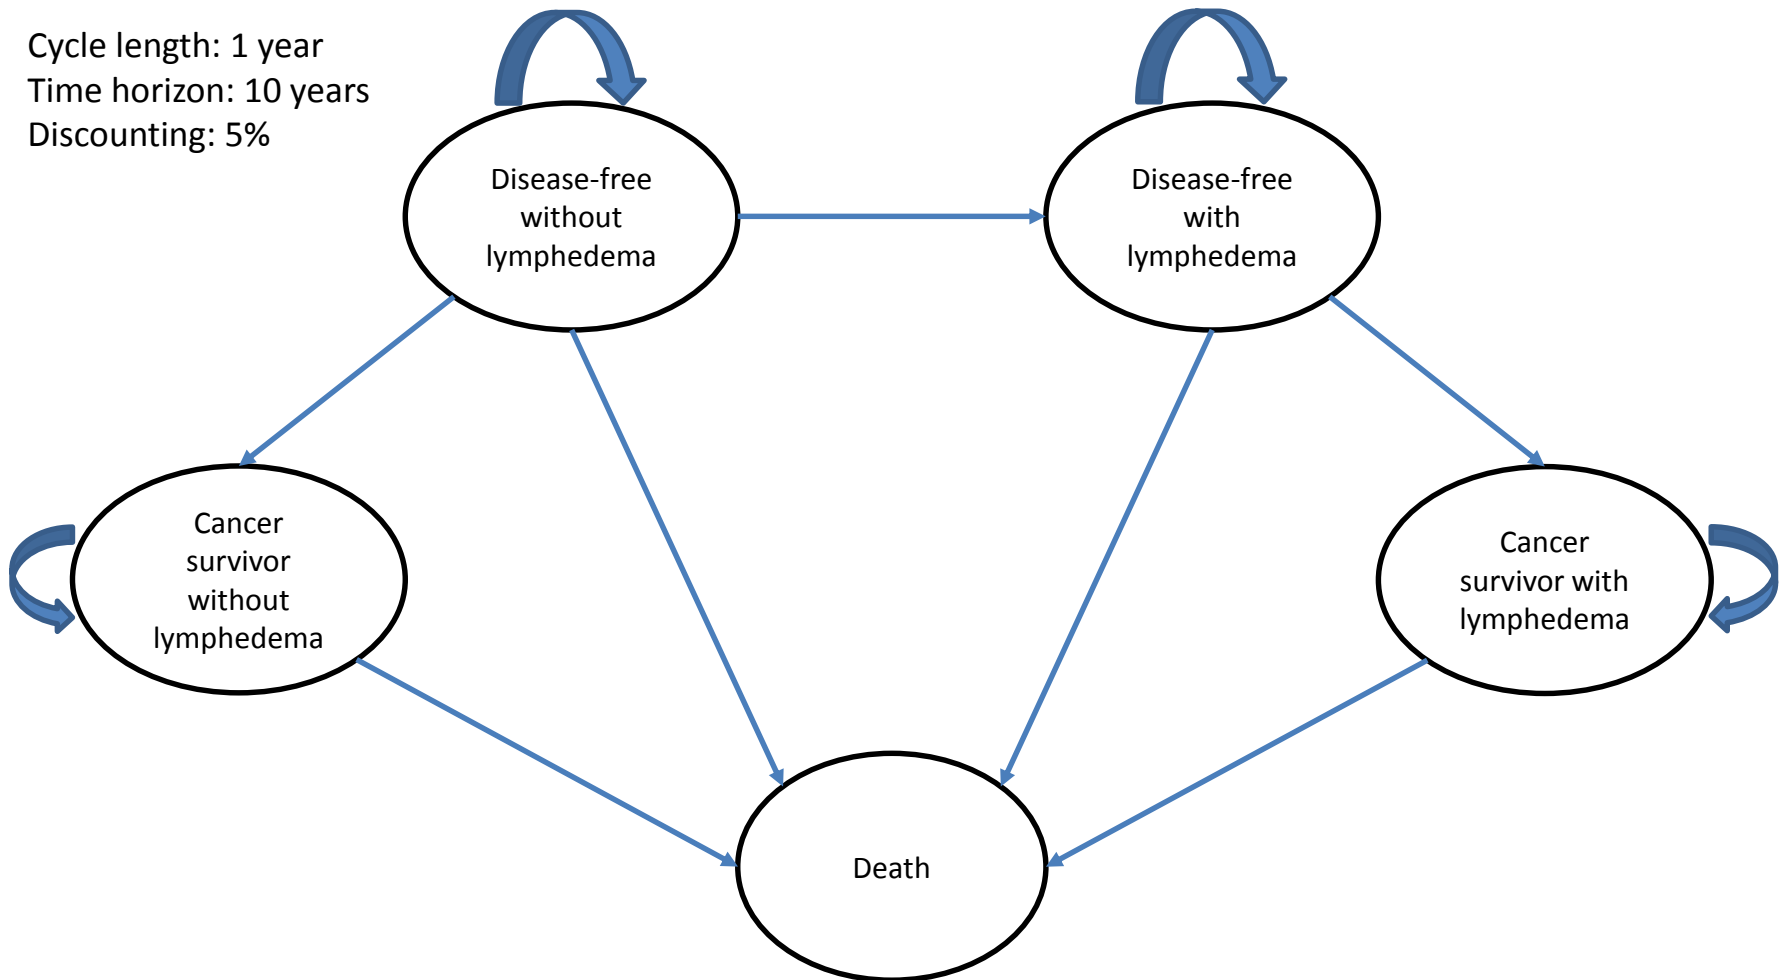 Cycle length: 1 year
Time horizon: 10 years
Discounting: 5%
Disease-free
without
lymphedema
Disease-free
with
lymphedema
Cancer
survivor
without
lymphedema
Cancer
survivor with
lymphedema
Death